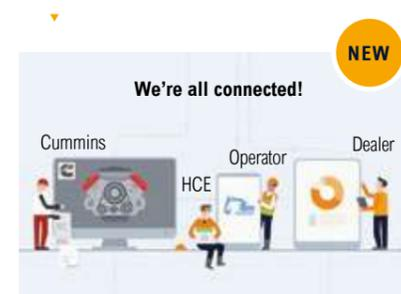 NEW
We're all connected!
Cummins
HCE
Operator
Dealer